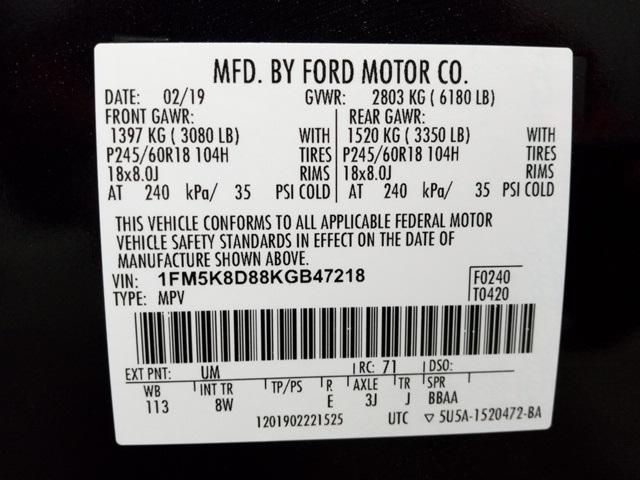 MFD. BY FORD MOTOR CO.
DATE: 02/19 GVWR: 2803 KG ( 6180 LB)
FRONT GAWR: REAR GAWR:
1397 KG ( 3080 LB) WITH 1520 KG ( 3350 LB) WITH
P245/60R18 104H TIRES P245/60R18 104H TIRES
18x8.0J RIMS 18x8.0J RIMS
AT 240 kPa/ 35 PSI COLD AT 240 kPa/ 35 PSI COLD
THIS VEHICLE CONFORMS TO ALL APPLICABLE FEDERAL MOTOR
VEHICLE SAFETY STANDARDS IN EFFECT ON THE DATE OF
MANUFACTURE SHOWN ABOVE.
VIN: 1FM5K8D88KGB47218 F0240
TYPE: MPV T0420
EXT PNT: UM RC: 71 DSO:
WB INT TR TP/PS R AXLE TR SPR
113 8W E 3J J BBAA
1201902221525 UTC ▽ 5U5A-1520472-BA